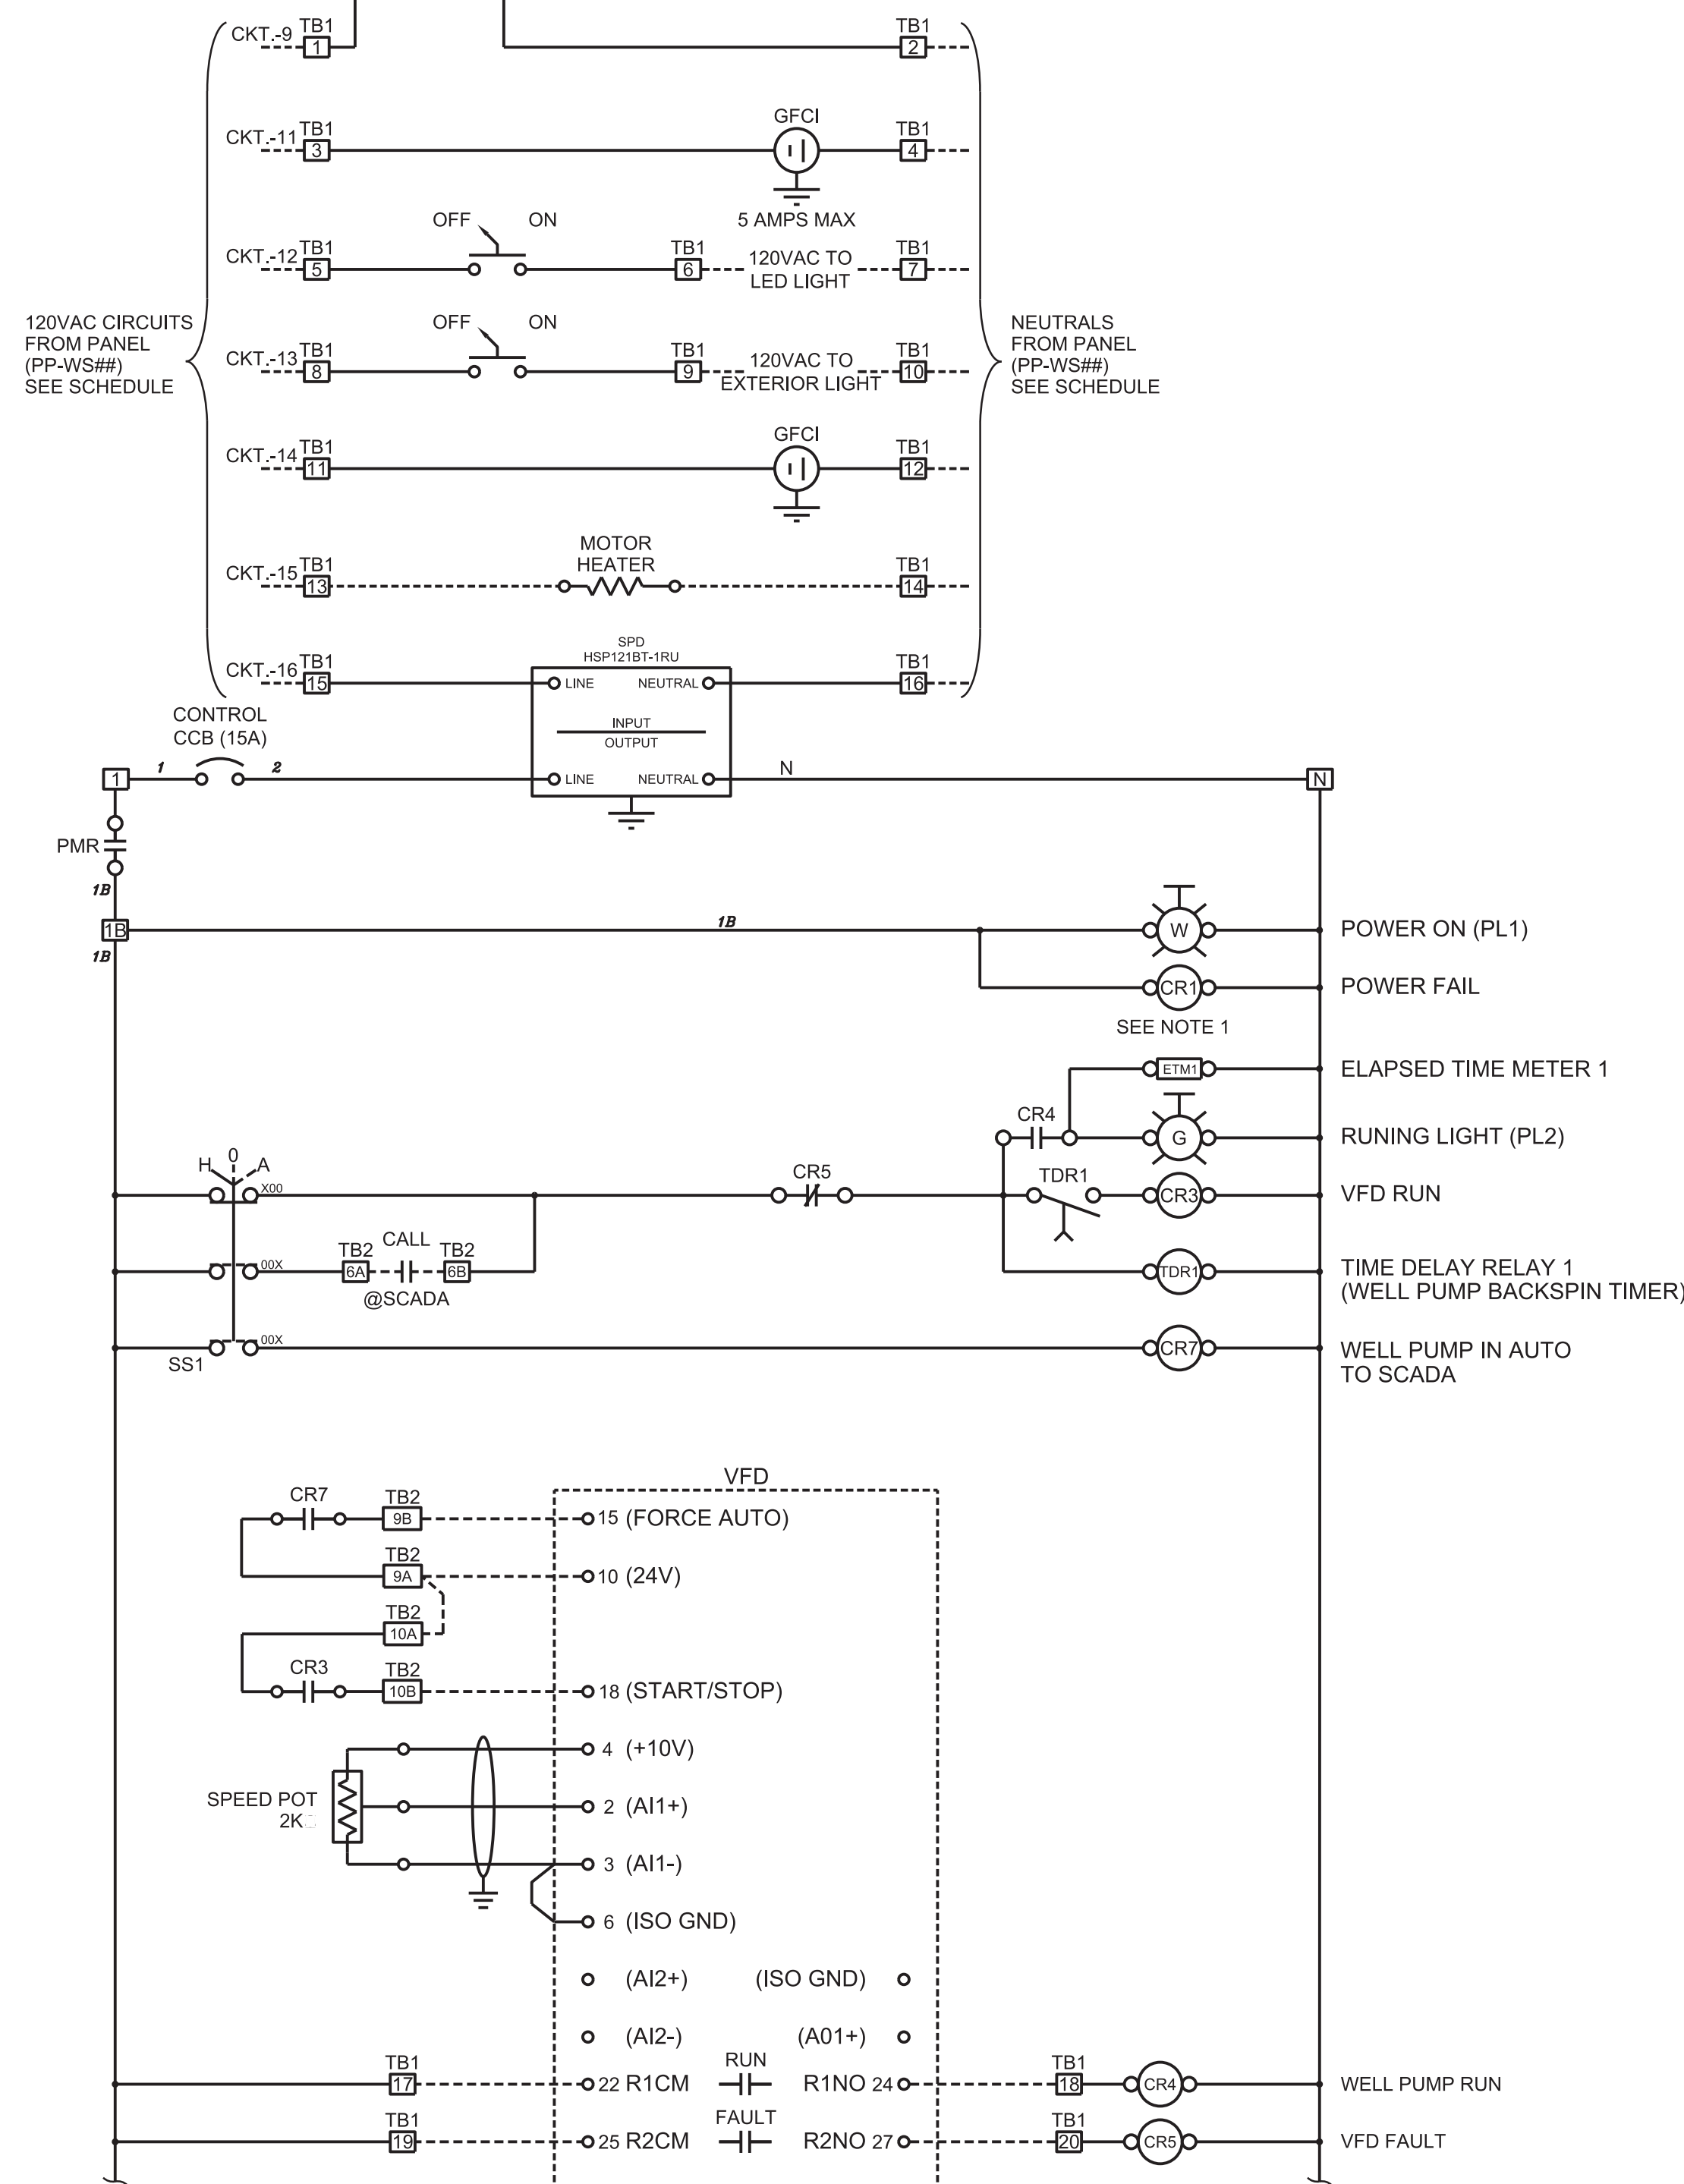 CKT.-9 TB1 TB1
1 2
GFCI
CKT.-11 TB1 TB1
3 4
OFF ON 5 AMPS MAX
CKT.-12 TB1 TB1 120VAC TO TB1
5 6 LED LIGHT 7
120VAC CIRCUITS
FROM PANEL
(PP-WS##)
SEE SCHEDULE
OFF ON
CKT.-13 TB1 TB1 120VAC TO TB1
8 9 EXTERIOR LIGHT 10
NEUTRALS
FROM PANEL
(PP-WS##)
SEE SCHEDULE
GFCI
CKT.-14 TB1 TB1
11 12
MOTOR
HEATER
CKT.-15 TB1 TB1
13 14
SPD
HSP121BT-1RU
CKT.-16 TB1 TB1
15 LINE NEUTRAL 16
INPUT
OUTPUT
CONTROL
CCB (15A)
1 1 2 LINE NEUTRAL N N
PMR
1B
1B 1B W POWER ON (PL1)
1B
CR1 POWER FAIL
SEE NOTE 1
ETM1 ELAPSED TIME METER 1
CR4 G RUNING LIGHT (PL2)
H 0 A
X00 CR5 TDR1 CR3 VFD RUN
00X TB2 CALL TB2
6A 6B
@SCADA
TDR1 TIME DELAY RELAY 1
(WELL PUMP BACKSPIN TIMER)
SS1 00X CR7 WELL PUMP IN AUTO
TO SCADA
VFD
CR7 TB2
9B 15 (FORCE AUTO)
TB2
9A 10 (24V)
TB2
10A
CR3 TB2
10B 18 (START/STOP)
4 (+10V)
SPEED POT
2K
2 (AI1+)
3 (AI1-)
6 (ISO GND)
(AI2+) (ISO GND)
(AI2-) (A01+)
TB1 RUN TB1
17 22 R1CM R1NO 24 18 CR4 WELL PUMP RUN
TB1 FAULT TB1
19 25 R2CM R2NO 27 20 CR5 VFD FAULT